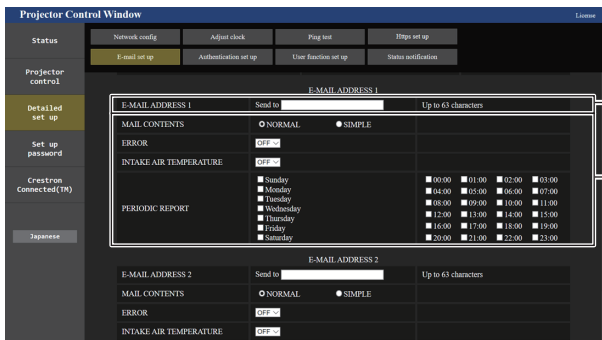 Projector Control Window
License
Status
Network config
Adjust clock
Ping test
Https set up
E-mail set up
Authentication set up
User function set up
Status notification
Projector
control
Detailed
set up
Set up
password
Crestron
Connected(TM)
Japanese
E-MAIL ADDRESS 1
E-MAIL ADDRESS 1 Send to Up to 63 characters
MAIL CONTENTS NORMAL SIMPLE
ERROR OFF
INTAKE AIR TEMPERATURE OFF
PERIODIC REPORT
Sunday 00:00 01:00 02:00 03:00
Monday 04:00 05:00 06:00 07:00
Tuesday
Wednesday 08:00 09:00 10:00 11:00
Thursday 12:00 13:00 14:00 15:00
Friday 16:00 17:00 18:00 19:00
Saturday 20:00 21:00 22:00 23:00
E-MAIL ADDRESS 2
E-MAIL ADDRESS 2 Send to Up to 63 characters
MAIL CONTENTS NORMAL SIMPLE
ERROR OFF
INTAKE AIR TEMPERATURE OFF